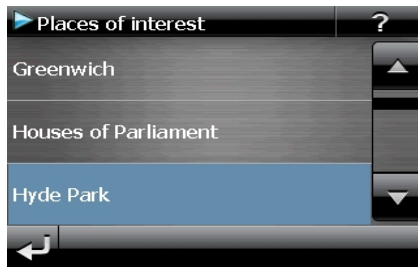 Places of interest
?
Greenwich
Houses of Parliament
Hyde Park